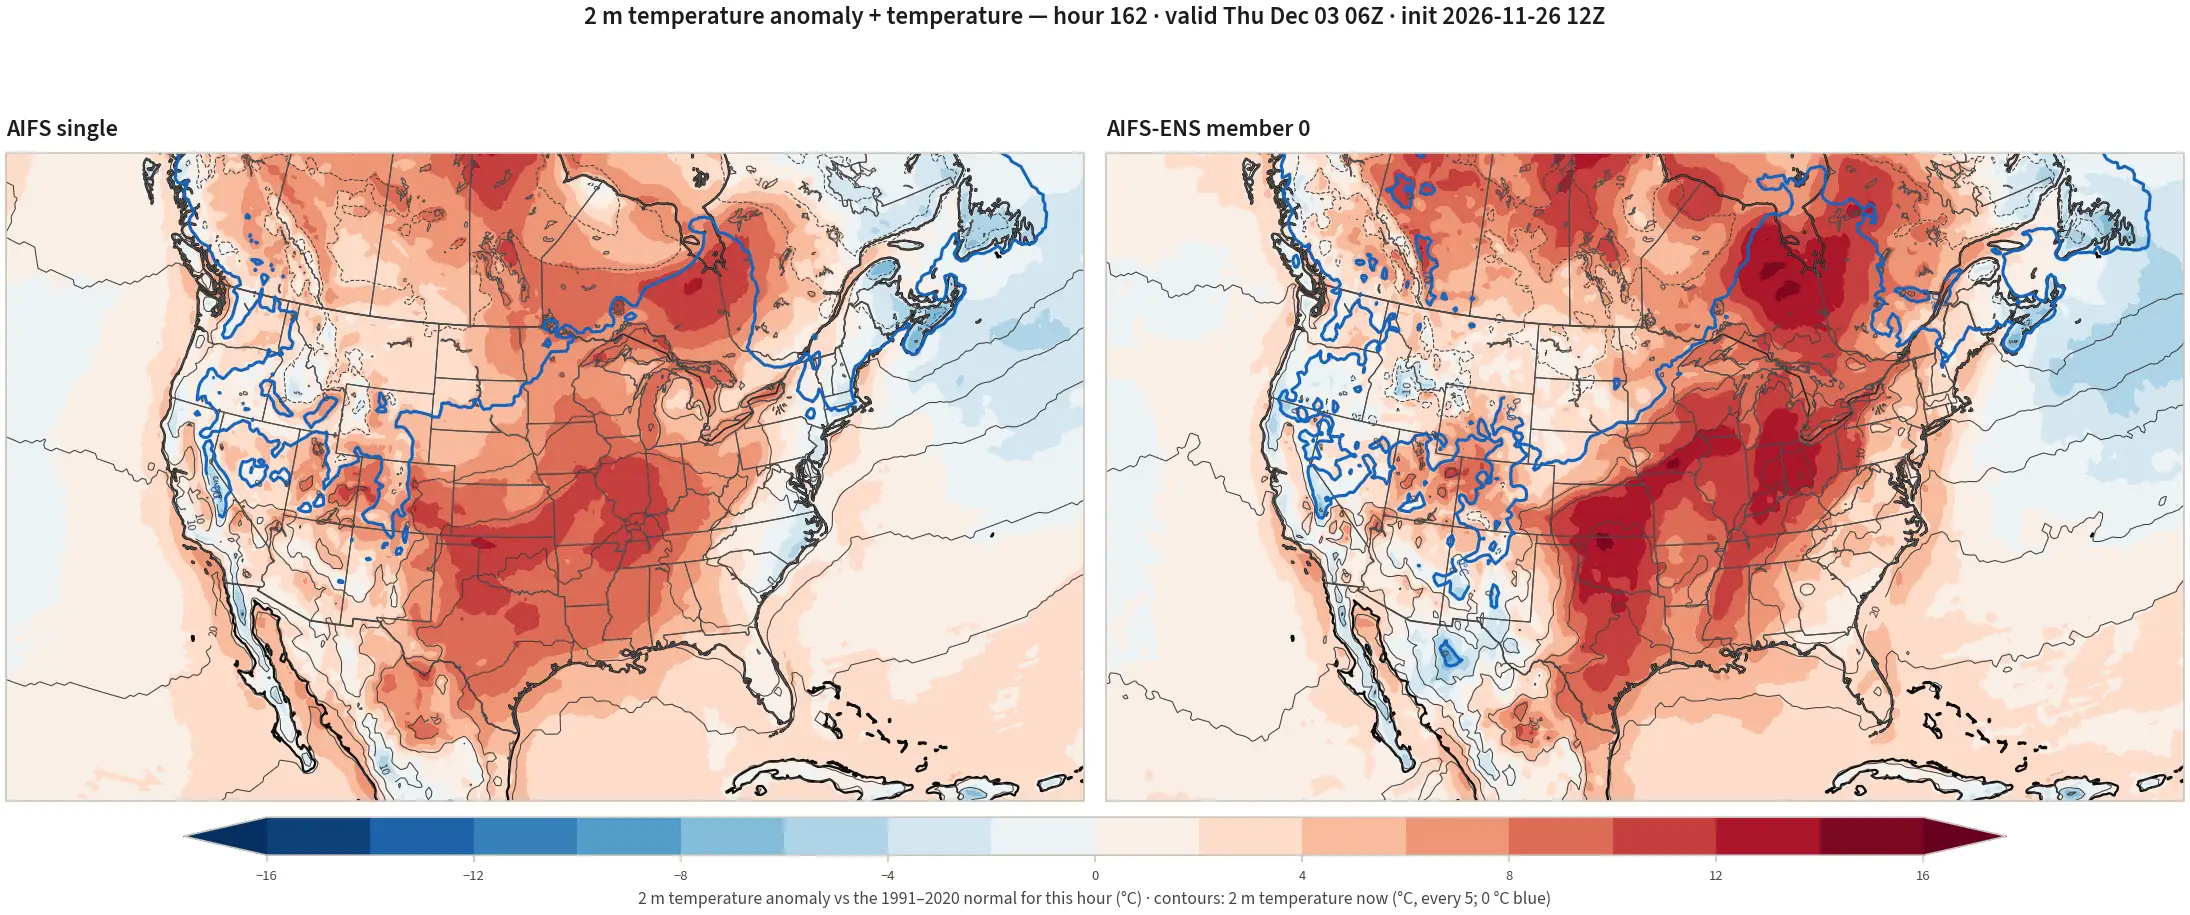 2 m temperature anomaly + temperature — hour 162 · valid Thu Dec 03 06Z · init 2026-11-26 12Z
AIFS single
AIFS-ENS member 0
−16 −12 −8 −4 0 4 8 12 16
2 m temperature anomaly vs the 1991–2020 normal for this hour (°C) · contours: 2 m temperature now (°C, every 5; 0 °C blue)